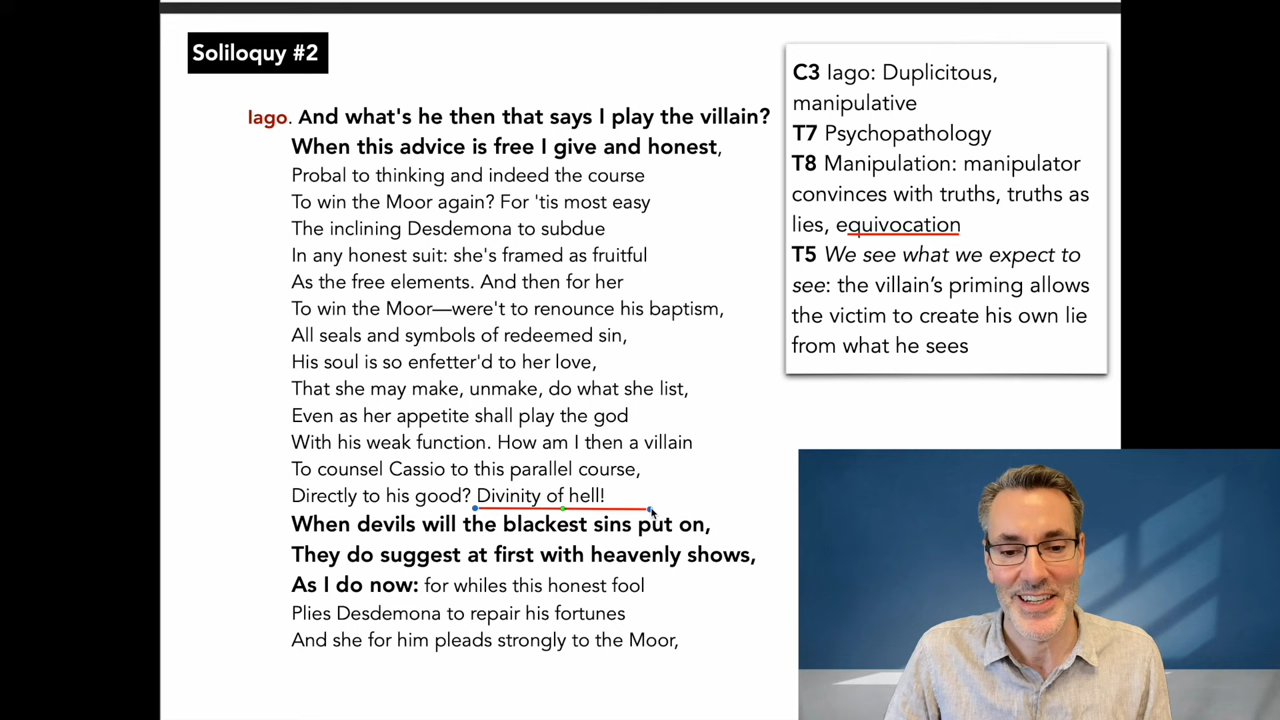 Soliloquy #2
Iago. And what's he then that says I play the villain?
When this advice is free I give and honest,
Probal to thinking and indeed the course
To win the Moor again? For 'tis most easy
The inclining Desdemona to subdue
In any honest suit: she's framed as fruitful
As the free elements. And then for her
To win the Moor—were't to renounce his baptism,
All seals and symbols of redeemed sin,
His soul is so enfetter'd to her love,
That she may make, unmake, do what she list,
Even as her appetite shall play the god
With his weak function. How am I then a villain
To counsel Cassio to this parallel course,
Directly to his good? Divinity of hell!
When devils will the blackest sins put on,
They do suggest at first with heavenly shows,
As I do now: for whiles this honest fool
Plies Desdemona to repair his fortunes
And she for him pleads strongly to the Moor,
C3 Iago: Duplicitous,
manipulative
T7 Psychopathology
T8 Manipulation: manipulator
convinces with truths, truths as
lies, equivocation
T5 We see what we expect to
see: the villain's priming allows
the victim to create his own lie
from what he sees